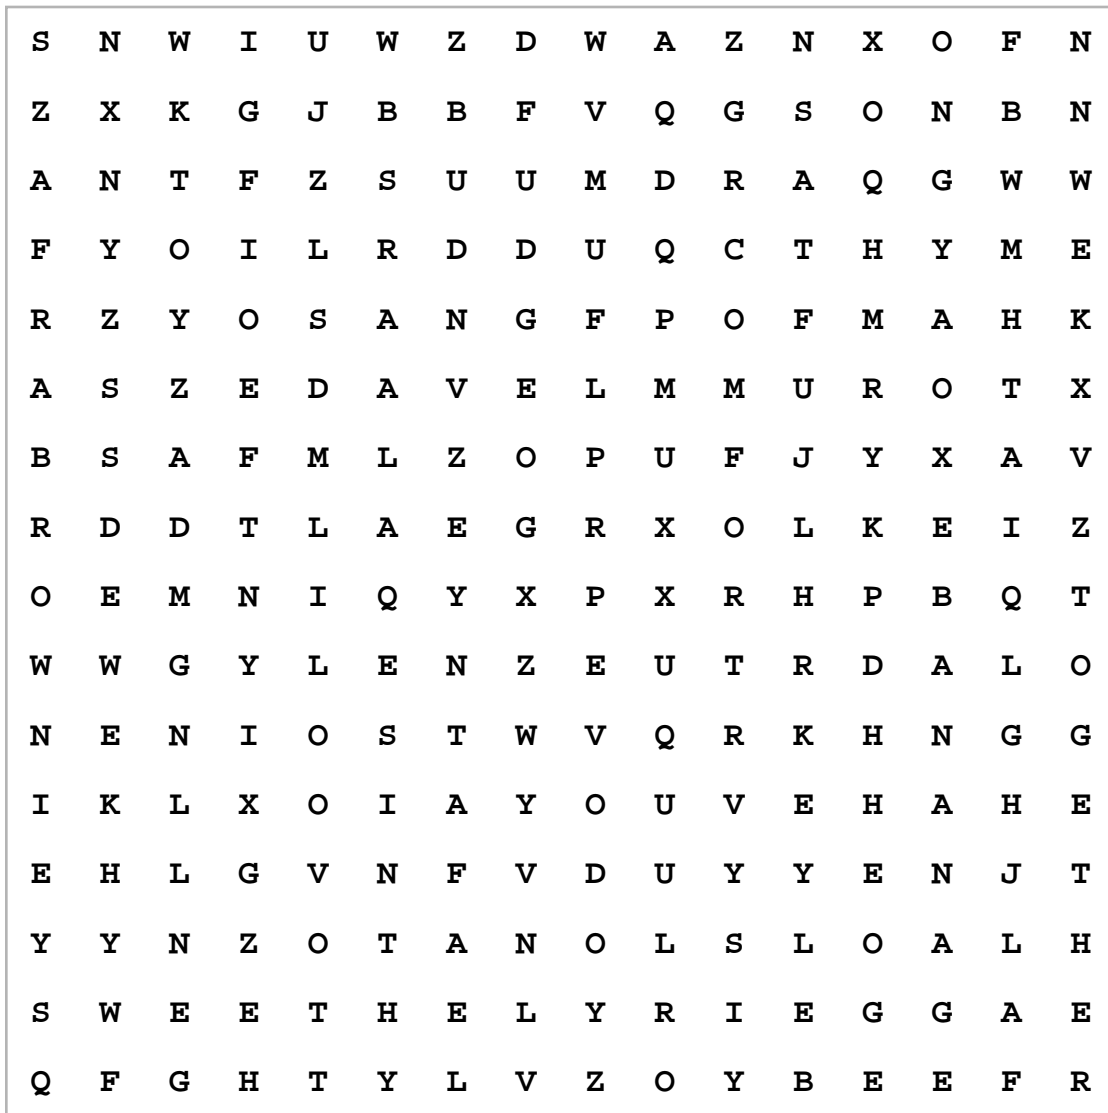 S N W I U W Z D W A Z N X O F N
Z X K G J B B F V Q G S O N B N
A N T F Z S U U M D R A Q G W W
F Y O I L R D D U Q C T H Y M E
R Z Y O S A N G F P O F M A H K
A S Z E D A V E L M M U R O T X
B S A F M L Z O P U F J Y X A V
R D D T L A E G R X O L K E I Z
O E M N I Q Y X P X R H P B Q T
W W G Y L E N Z E U T R D A L O
N E N I O S T W V Q R K H N G G
I K L X O I A Y O U V E H A H E
E H L G V N F V D U Y Y E N J T
Y Y N Z O T A N O L S L O A L H
S W E E T H E L Y R I E G G A E
Q F G H T Y L V Z O Y B E E F R